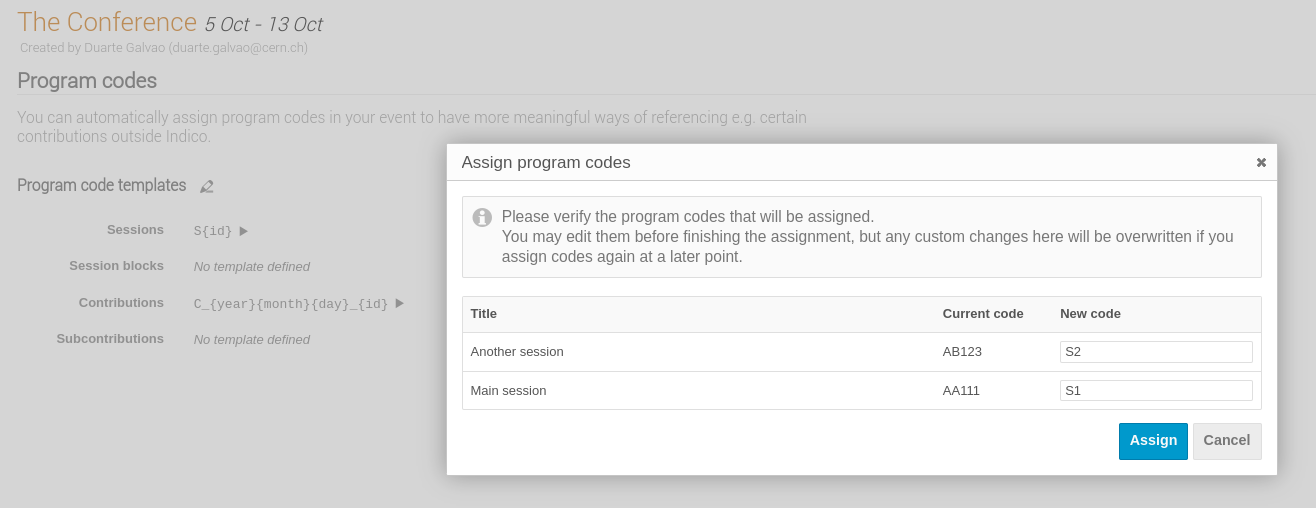 The Conference 5 Oct - 13 Oct
Created by Duarte Galvao (duarte.galvao@cern.ch)
Program codes
You can automatically assign program codes in your event to have more meaningful ways of referencing e.g. certain
contributions outside Indico.
Program code templates
Sessions S{id}
Session blocks No template defined
Contributions C_{year}{month}{day}_{id}
Subcontributions No template defined
Assign program codes
Please verify the program codes that will be assigned.
You may edit them before finishing the assignment, but any custom changes here will be overwritten if you
assign codes again at a later point.
Title Current code New code
Another session AB123 S2
Main session AA111 S1
Assign Cancel